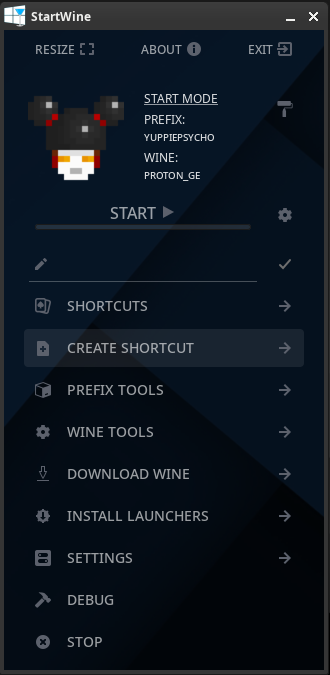 StartWine
RESIZE ABOUT EXIT
START MODE
PREFIX:
YUPPIEPSYCHO
WINE:
PROTON_GE
START
SHORTCUTS
CREATE SHORTCUT
PREFIX TOOLS
WINE TOOLS
DOWNLOAD WINE
INSTALL LAUNCHERS
SETTINGS
DEBUG
STOP